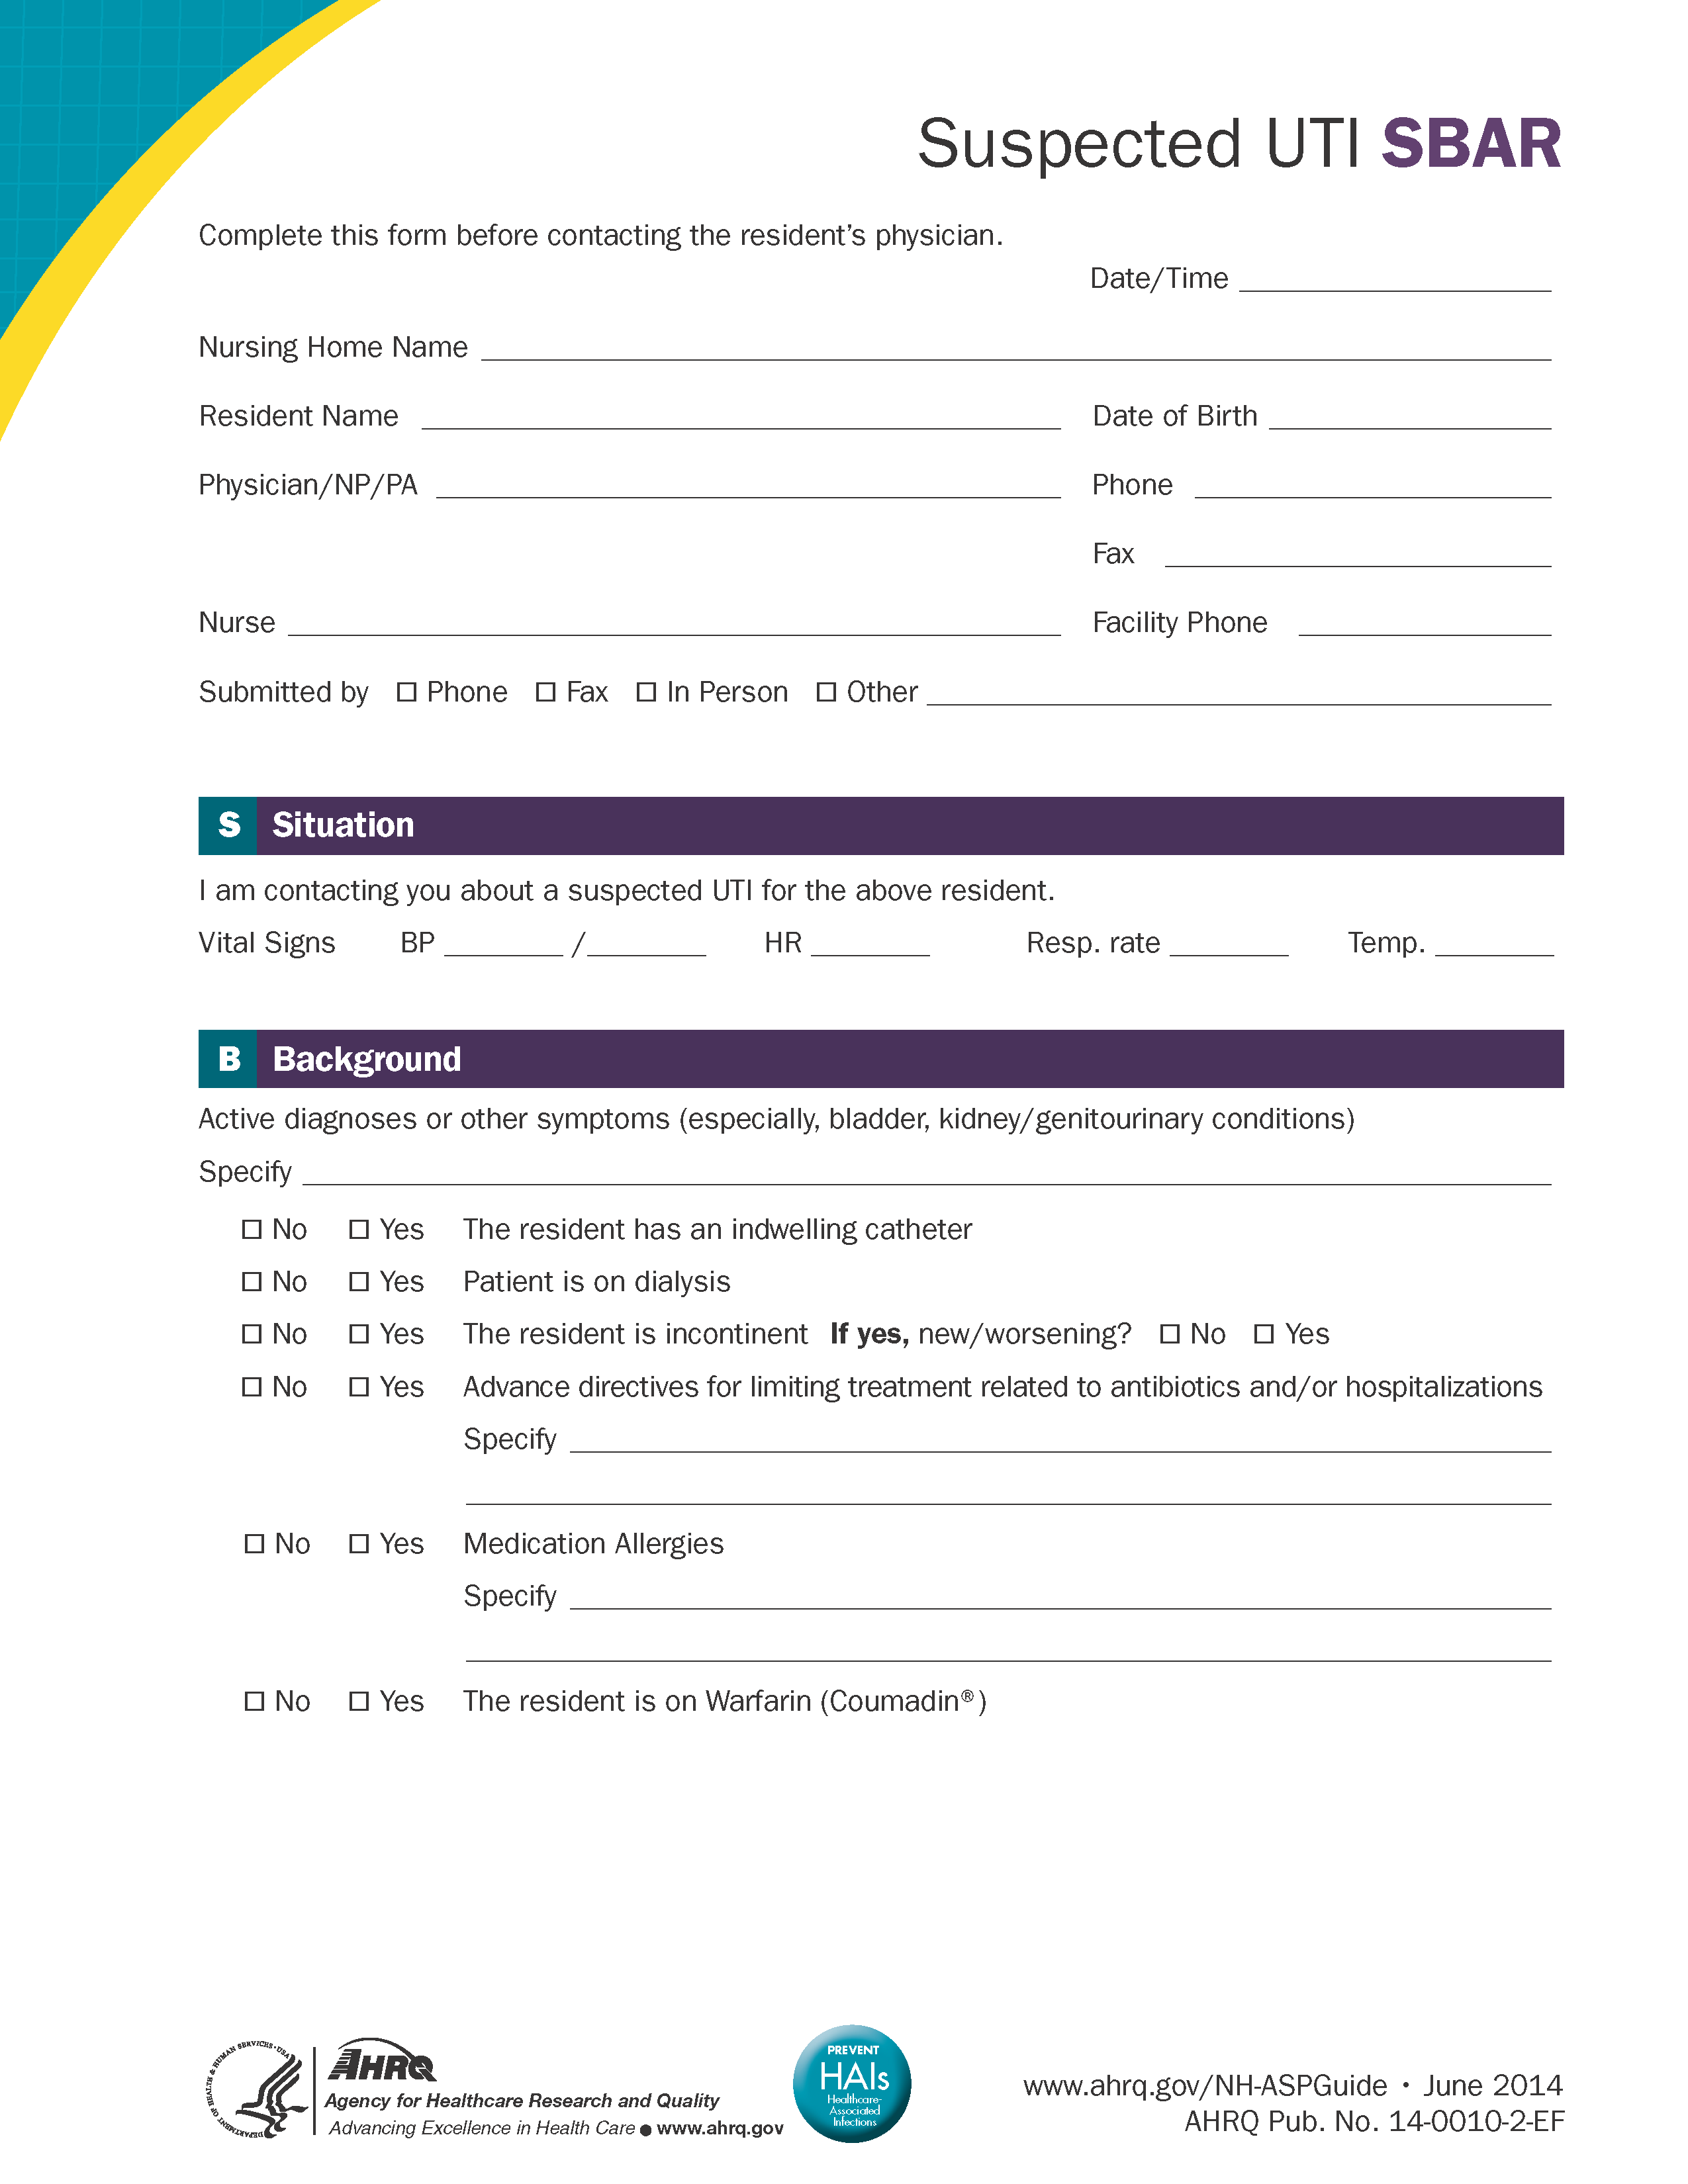 Suspected UTI SBAR
Complete this form before contacting the resident's physician.
Date/Time
Nursing Home Name
Resident Name Date of Birth
Physician/NP/PA Phone
Fax
Nurse Facility Phone
Submitted by □ Phone □ Fax □ In Person □ Other
S Situation
I am contacting you about a suspected UTI for the above resident.
Vital Signs BP / HR Resp. rate Temp.
B Background
Active diagnoses or other symptoms (especially, bladder, kidney/genitourinary conditions)
Specify
□ No □ Yes The resident has an indwelling catheter
□ No □ Yes Patient is on dialysis
□ No □ Yes The resident is incontinent If yes, new/worsening? □ No □ Yes
□ No □ Yes Advance directives for limiting treatment related to antibiotics and/or hospitalizations
Specify
□ No □ Yes Medication Allergies
Specify
□ No □ Yes The resident is on Warfarin (Coumadin®)
DEPARTMENT OF HEALTH & HUMAN SERVICES • USA
AHRQ
Agency for Healthcare Research and Quality
Advancing Excellence in Health Care ● www.ahrq.gov
PREVENT
HAIs
Healthcare-
Associated
Infections
www.ahrq.gov/NH-ASPGuide • June 2014
AHRQ Pub. No. 14-0010-2-EF